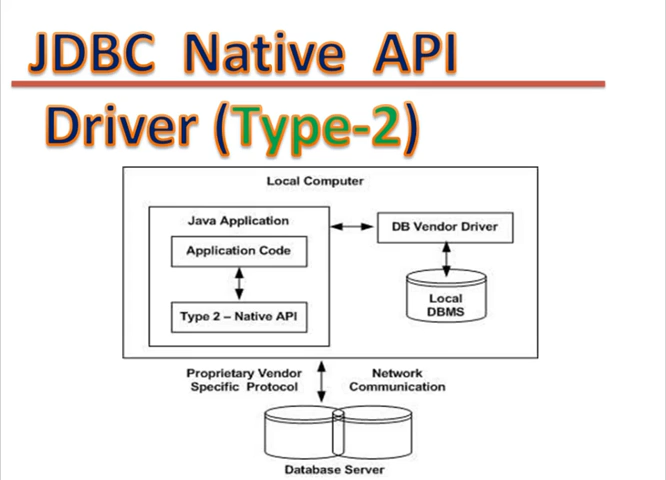 JDBC Native API
Driver (Type-2)
Local Computer
Java Application
Application Code
Type 2 – Native API
DB Vendor Driver
Local
DBMS
Proprietary Vendor
Specific Protocol
Network
Communication
Database Server